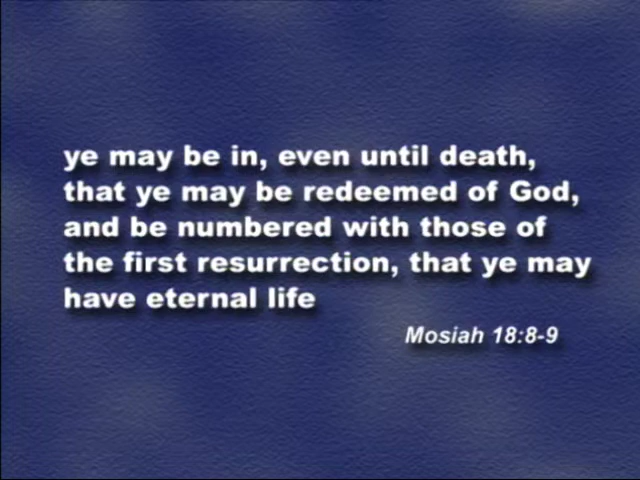 ye may be in, even until death,
that ye may be redeemed of God,
and be numbered with those of
the first resurrection, that ye may
have eternal life
Mosiah 18:8-9